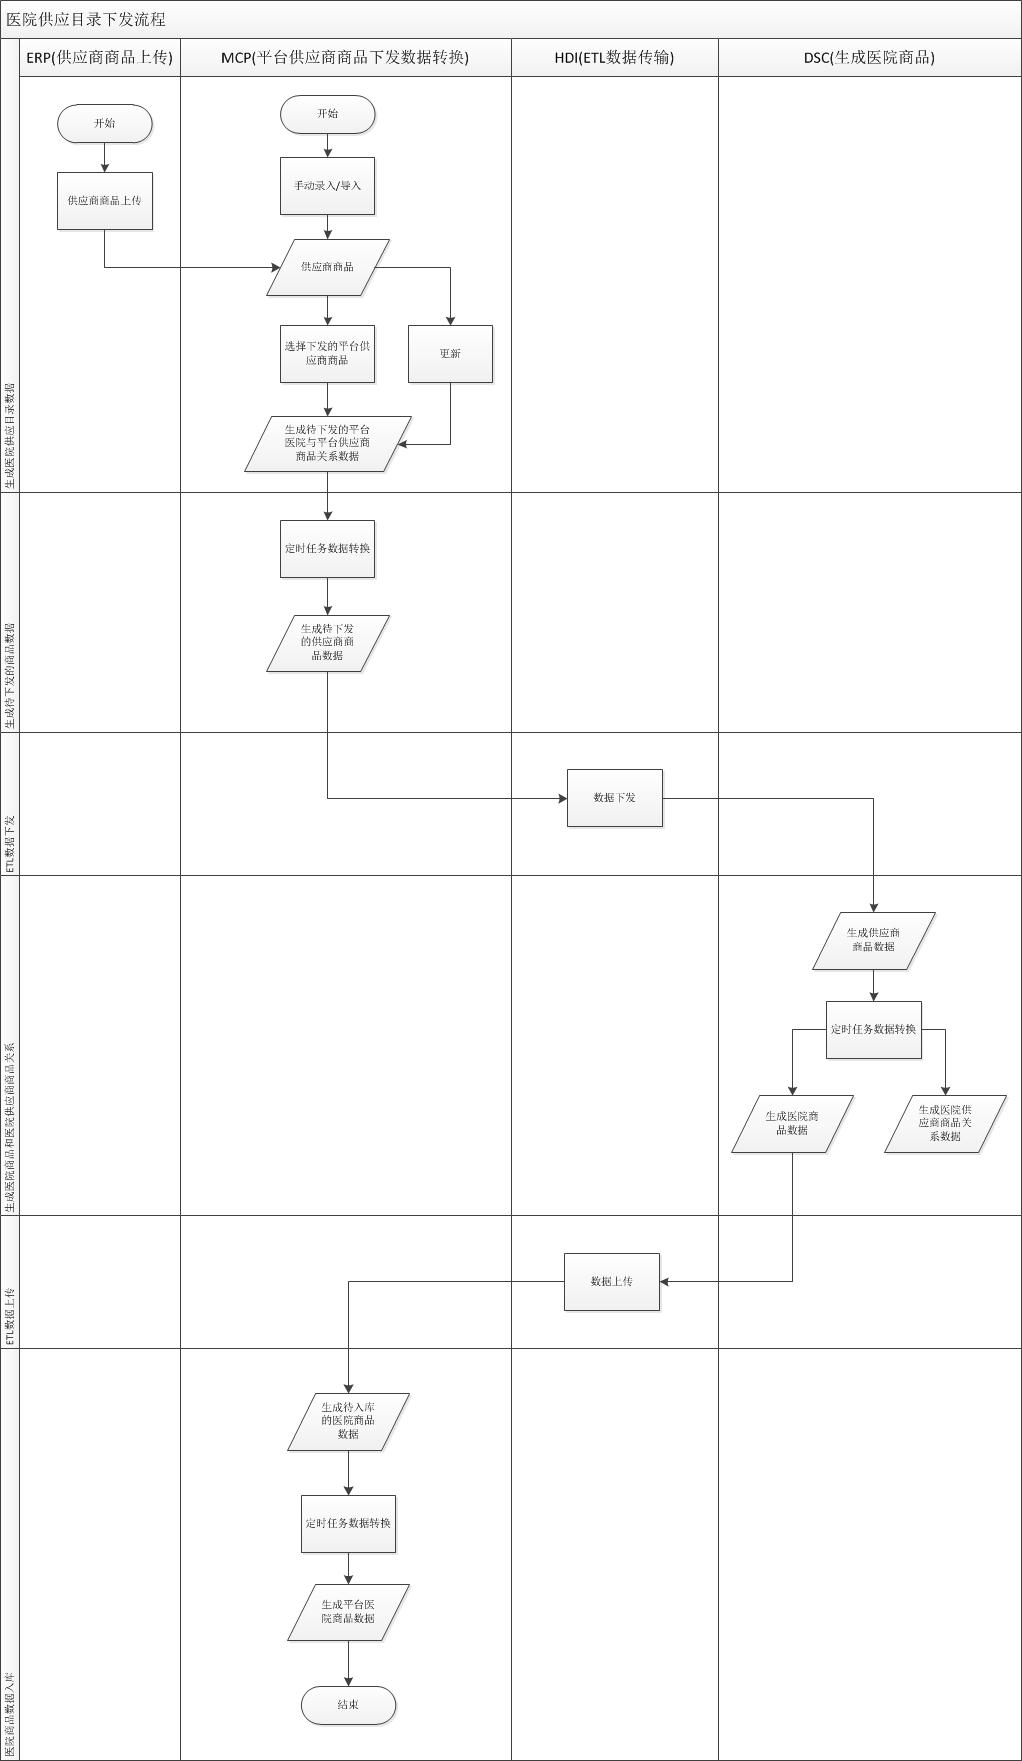 医院供应目录下发流程
ERP(供应商商品上传)
MCP(平台供应商商品下发数据转换)
HDI(ETL数据传输)
DSC(生成医院商品)
生成医院供应目录数据
开始
供应商商品上传
开始
手动录入/导入
供应商商品
选择下发的平台供
应商商品
更新
生成待下发的平台
医院与平台供应商
商品关系数据
生成待下发的商品数据
定时任务数据转换
生成待下发
的供应商商
品数据
ETL数据下发
数据下发
生成医院商品和医院供应商商品关系
生成供应商
商品数据
定时任务数据转换
生成医院商
品数据
生成医院供
应商商品关
系数据
ETL数据上传
数据上传
医院商品数据入库
生成待入库
的医院商品
数据
定时任务数据转换
生成平台医
院商品数据
结束